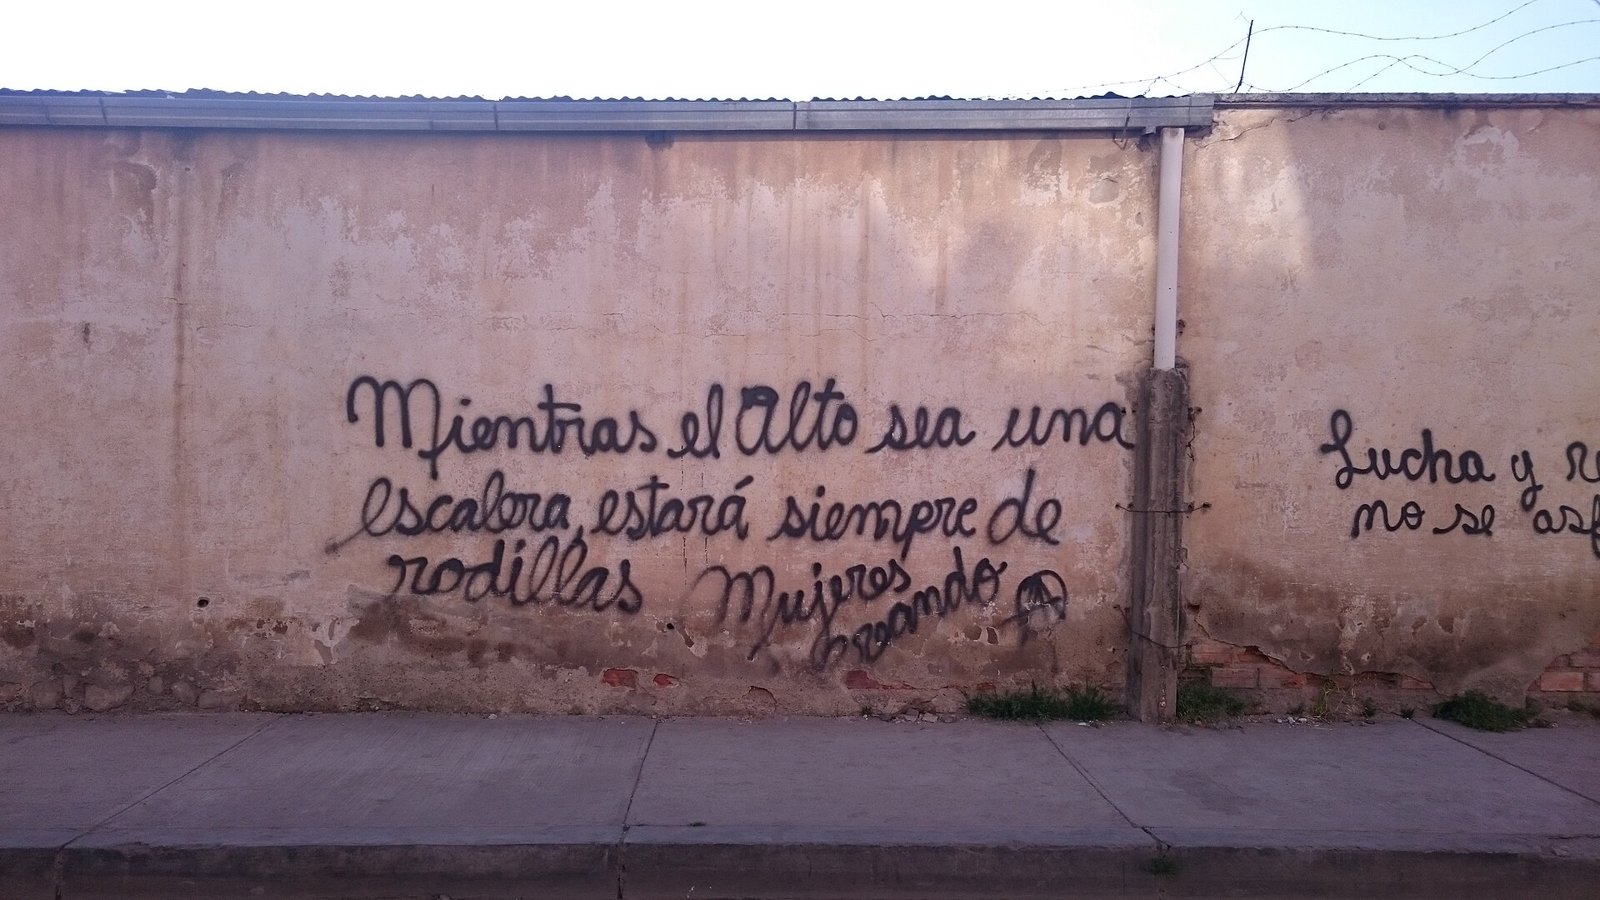 Mientras el Alto sea una
escalera, estará siempre de
rodillas Mujeres
creando
Lucha y
no se